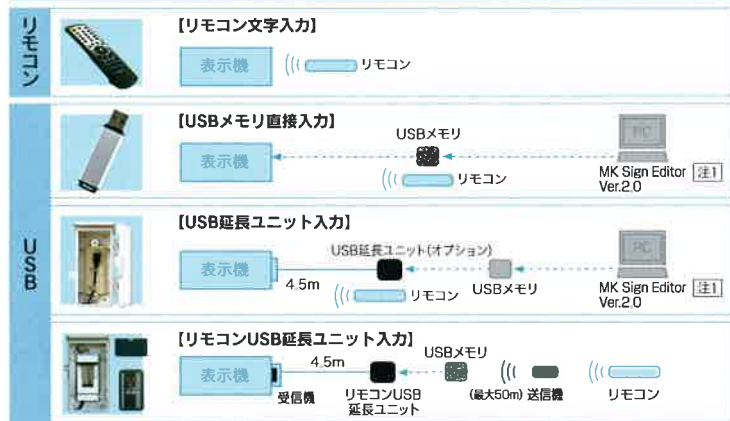 リモコン
【リモコン文字入力】
表示機
リモコン
USB
【USBメモリ直接入力】
USBメモリ
表示機
リモコン
PC
MK Sign Editor 注1
Ver.2.0
【USB延長ユニット入力】
USB延長ユニット(オプション)
表示機
4.5m
リモコン
USBメモリ
PC
MK Sign Editor 注1
Ver.2.0
【リモコンUSB延長ユニット入力】
USBメモリ
表示機
4.5m
受信機
リモコンUSB
延長ユニット
(最大50m) 送信機
リモコン